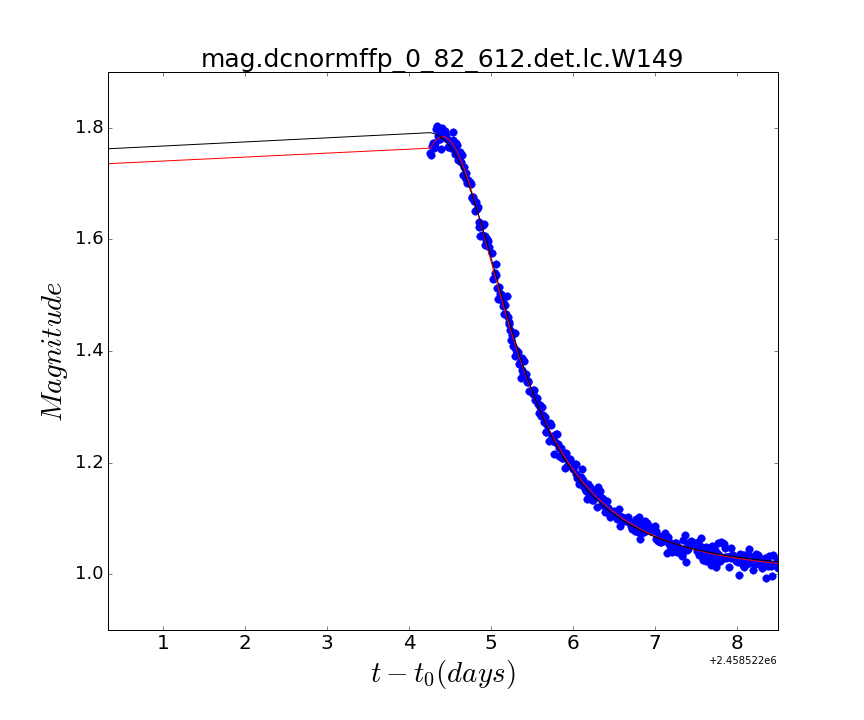 mag.dcnormffp_0_82_612.det.lc.W149
Magnitude
1.8
1.6
1.4
1.2
1.0
1 2 3 4 5 6 7 8
+2.458522e6
t − t₀(days)